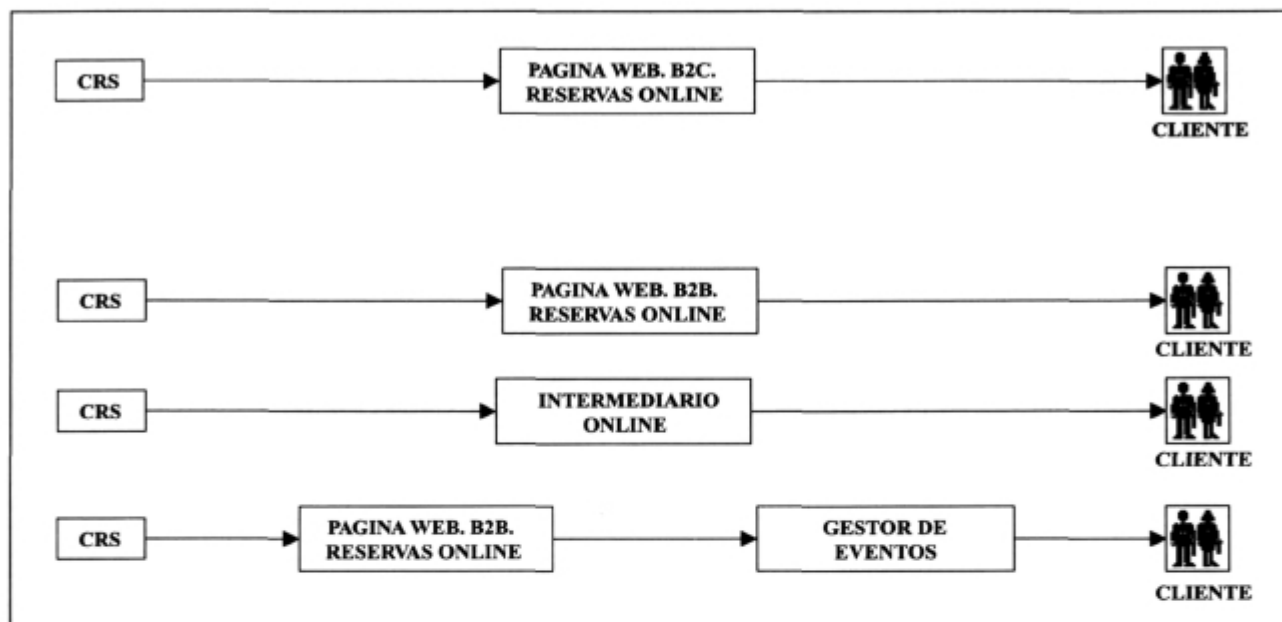 CRS
PAGINA WEB. B2C.
RESERVAS ONLINE
CLIENTE
CRS
PAGINA WEB. B2B.
RESERVAS ONLINE
CLIENTE
CRS
INTERMEDIARIO
ONLINE
CLIENTE
CRS
PAGINA WEB. B2B.
RESERVAS ONLINE
GESTOR DE
EVENTOS
CLIENTE